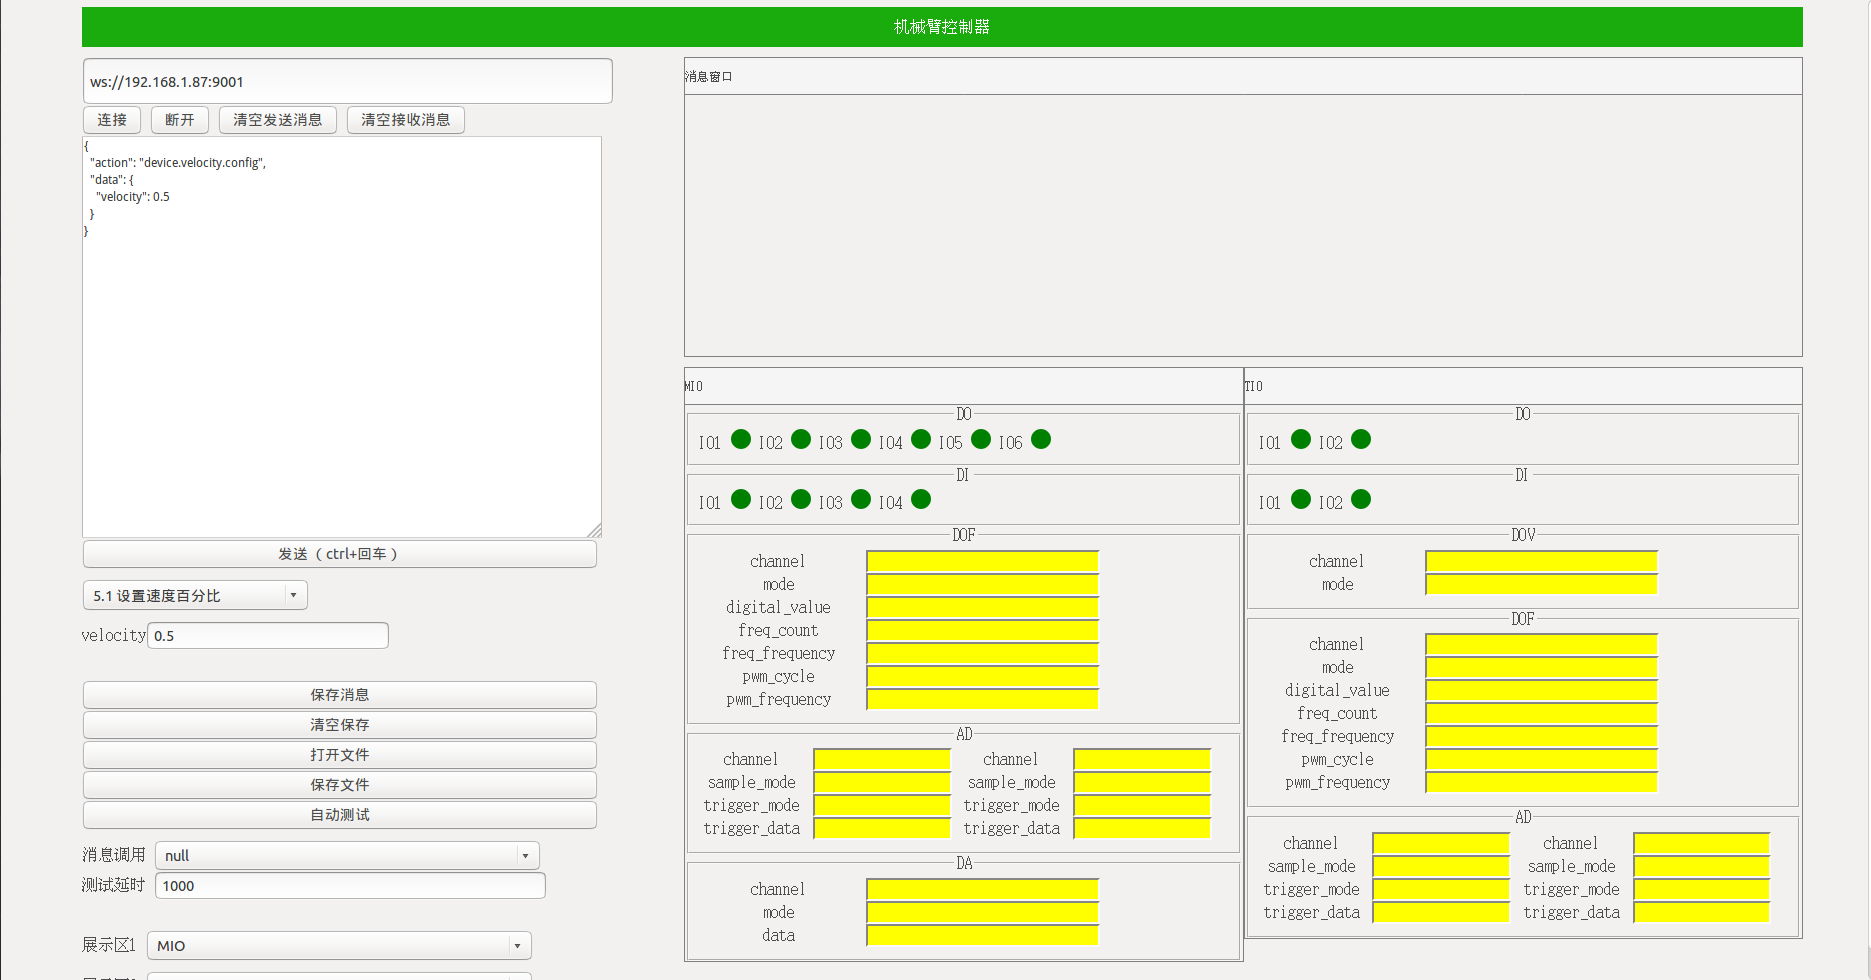 机械臂控制器
ws://192.168.1.87:9001
连接 断开 清空发送消息 清空接收消息
{
"action": "device.velocity.config",
"data": {
"velocity": 0.5
}
}
发送（ctrl+回车）
5.1 设置速度百分比
velocity 0.5
保存消息
清空保存
打开文件
保存文件
自动测试
消息调用 null
测试延时 1000
展示区1 MIO
消息窗口
MIO
DO
IO1 IO2 IO3 IO4 IO5 IO6
DI
IO1 IO2 IO3 IO4
DOF
channel
mode
digital_value
freq_count
freq_frequency
pwm_cycle
pwm_frequency
AD
channel channel
sample_mode sample_mode
trigger_mode trigger_mode
trigger_data trigger_data
DA
channel
mode
data
TIO
DO
IO1 IO2
DI
IO1 IO2
DOV
channel
mode
DOF
channel
mode
digital_value
freq_count
freq_frequency
pwm_cycle
pwm_frequency
AD
channel channel
sample_mode sample_mode
trigger_mode trigger_mode
trigger_data trigger_data